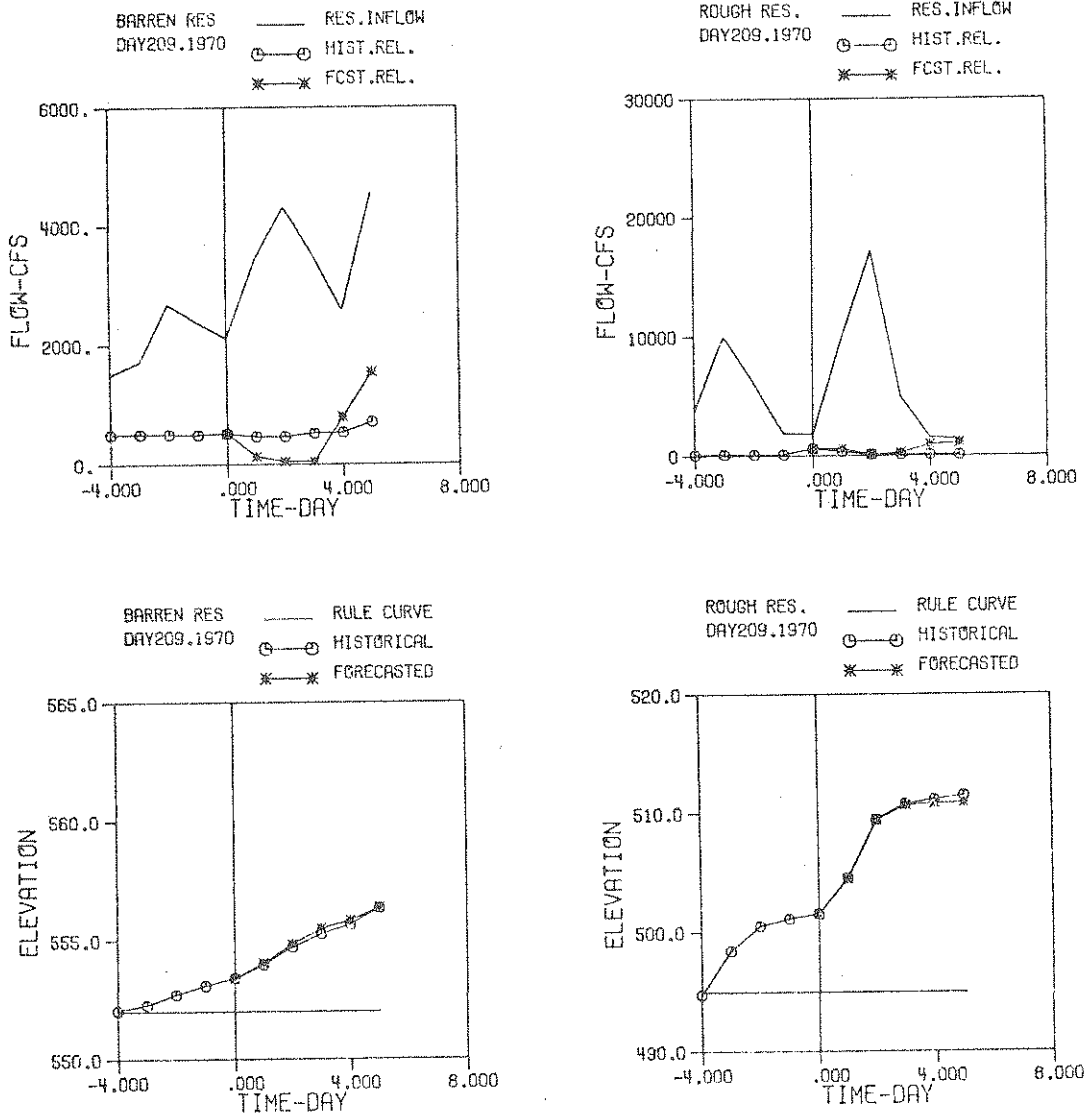 BARREN RES
DAY209.1970
RES.INFLOW
HIST.REL.
FCST.REL.
6000.
4000.
2000.
0.
FLOW-CFS
-4.000 .000 4.000 8.000
TIME-DAY
ROUGH RES.
DAY209.1970
RES.INFLOW
HIST.REL.
FCST.REL.
30000
20000
10000
0
FLOW-CFS
-4.000 .000 4.000 8.000
TIME-DAY
BARREN RES
DAY209.1970
RULE CURVE
HISTORICAL
FORECASTED
565.0
560.0
555.0
550.0
ELEVATION
-4.000 .000 4.000 8.000
TIME-DAY
ROUGH RES.
DAY209.1970
RULE CURVE
HISTORICAL
FORECASTED
520.0
510.0
500.0
490.0
ELEVATION
-4.000 .000 4.000 8.000
TIME-DAY